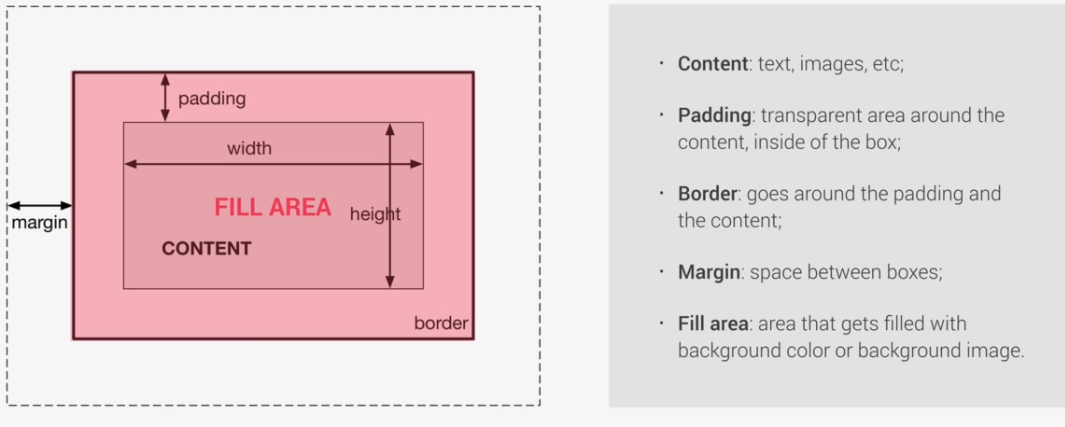 padding
width
FILL AREA
height
margin
CONTENT
border
· Content: text, images, etc;
· Padding: transparent area around the
content, inside of the box;
· Border: goes around the padding and
the content;
· Margin: space between boxes;
· Fill area: area that gets filled with
background color or background image.